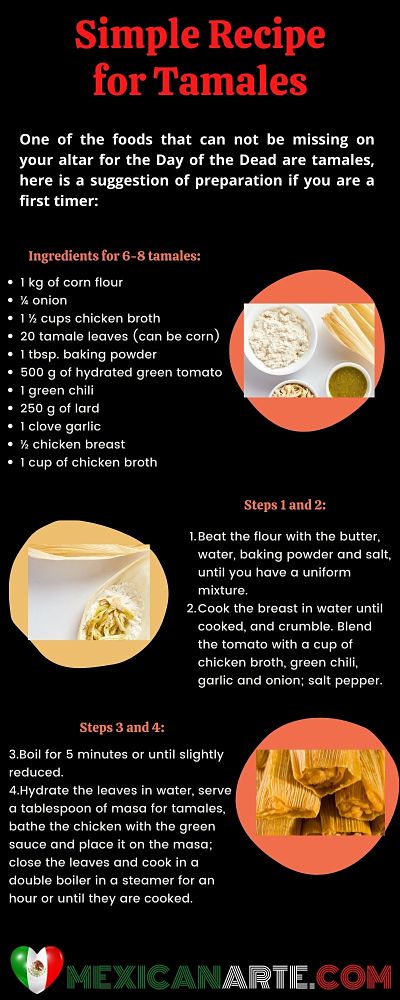 Simple Recipe
for Tamales
One of the foods that can not be missing on
your altar for the Day of the Dead are tamales,
here is a suggestion of preparation if you are a
first timer:
Ingredients for 6-8 tamales:
• 1 kg of corn flour
• ¼ onion
• 1 ½ cups chicken broth
• 20 tamale leaves (can be corn)
• 1 tbsp. baking powder
• 500 g of hydrated green tomato
• 1 green chili
• 250 g of lard
• 1 clove garlic
• ½ chicken breast
• 1 cup of chicken broth
Steps 1 and 2:
1. Beat the flour with the butter,
water, baking powder and salt,
until you have a uniform
mixture.
2. Cook the breast in water until
cooked, and crumble. Blend
the tomato with a cup of
chicken broth, green chili,
garlic and onion; salt pepper.
Steps 3 and 4:
3.Boil for 5 minutes or until slightly
reduced.
4.Hydrate the leaves in water, serve
a tablespoon of masa for tamales,
bathe the chicken with the green
sauce and place it on the masa;
close the leaves and cook in a
double boiler in a steamer for an
hour or until they are cooked.
MEXICANARTE.COM